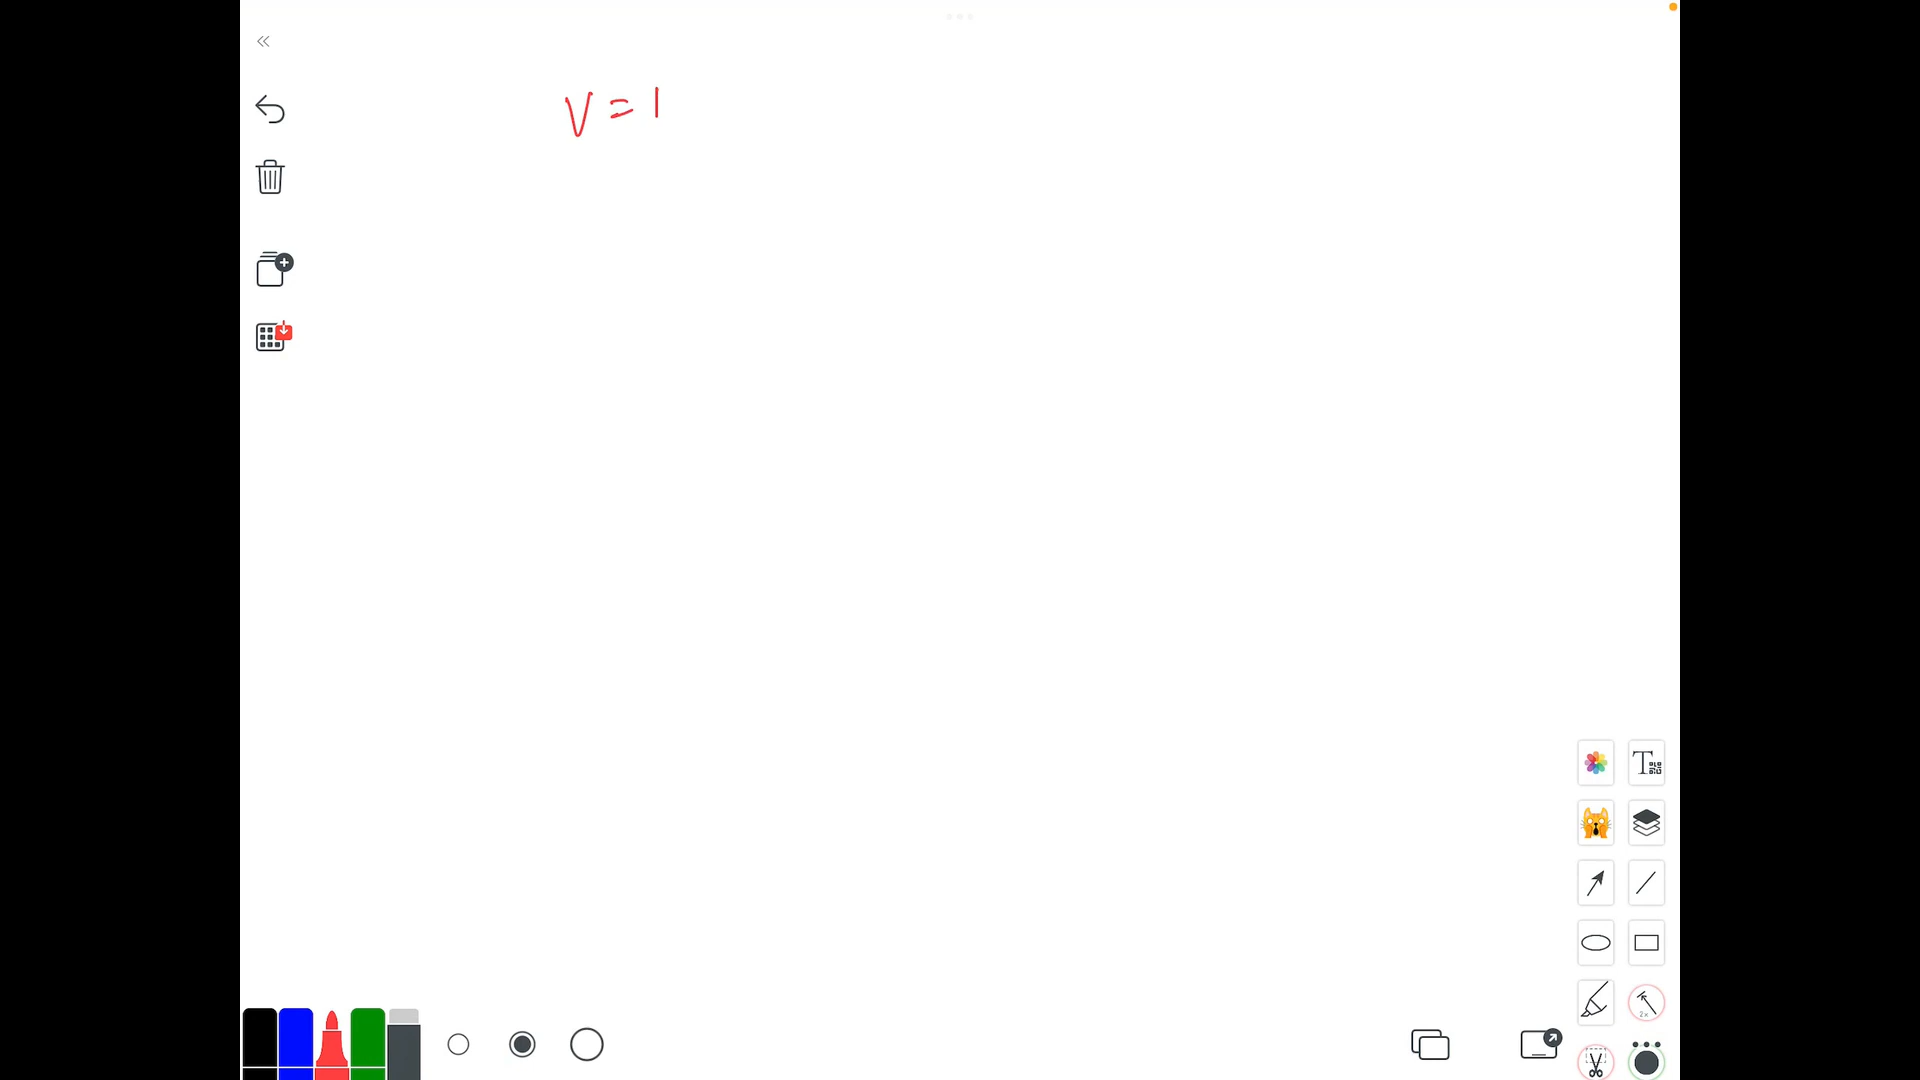 V = 1